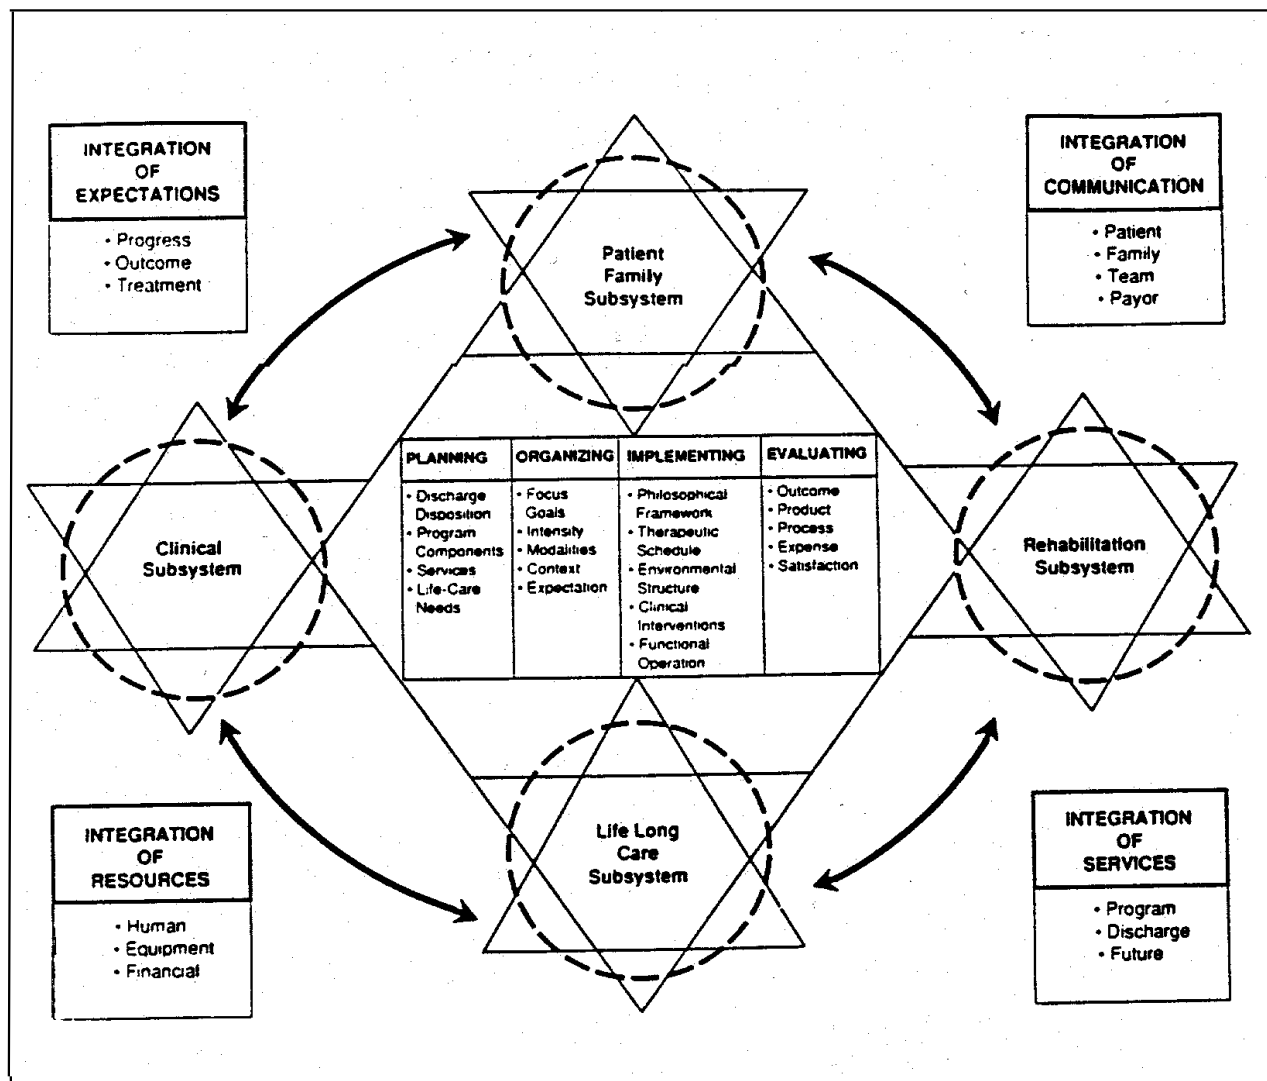 INTEGRATION
OF
EXPECTATIONS
• Progress
• Outcome
• Treatment
INTEGRATION
OF
COMMUNICATION
• Patient
• Family
• Team
• Payor
Patient
Family
Subsystem
Clinical
Subsystem
PLANNING
• Discharge
Disposition
• Program
Components
• Services
• Life-Care
Needs
ORGANIZING
• Focus
Goals
• Intensity
• Modalities
• Context
• Expectation
IMPLEMENTING
• Philosophical
Framework
• Therapeutic
Schedule
• Environmental
Structure
• Clinical
Interventions
• Functional
Operation
EVALUATING
• Outcome
• Product
• Process
• Expense
• Satisfaction
Rehabilitation
Subsystem
Life Long
Care
Subsystem
INTEGRATION
OF
RESOURCES
• Human
• Equipment
• Financial
INTEGRATION
OF
SERVICES
• Program
• Discharge
• Future